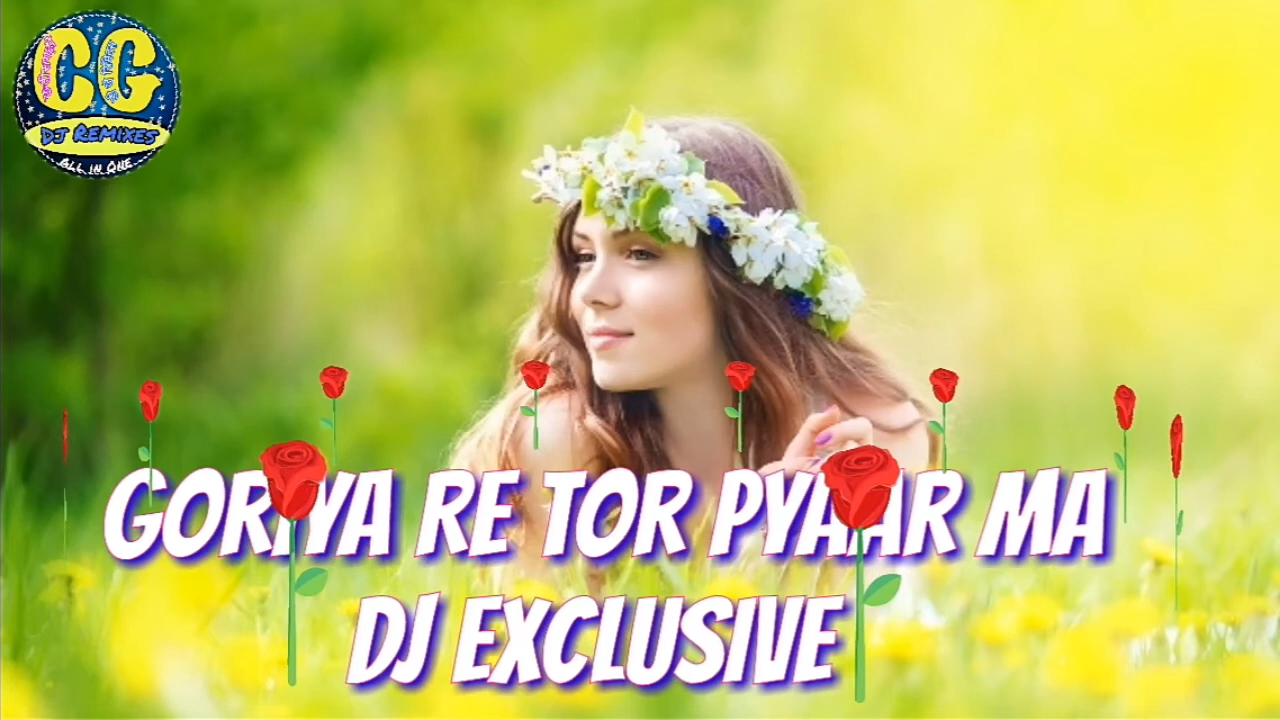 CG
DJ REMIXES
ALL IN ONE
GORIYA RE TOR PYAAR MA
DJ EXCLUSIVE